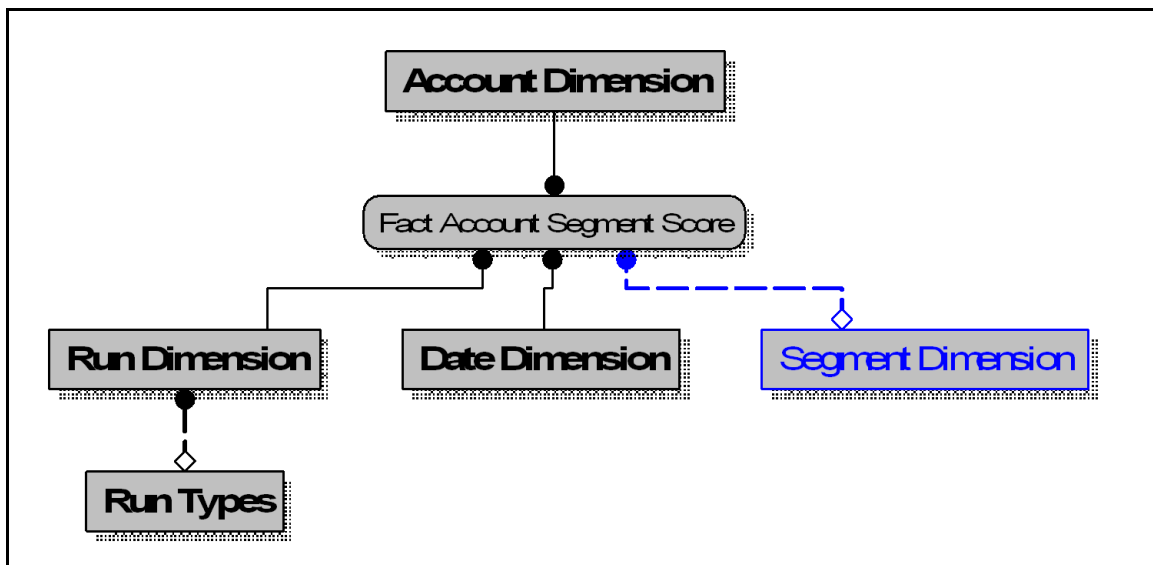 Account Dimension
Fact Account Segment Score
Run Dimension
Date Dimension
Segment Dimension
Run Types